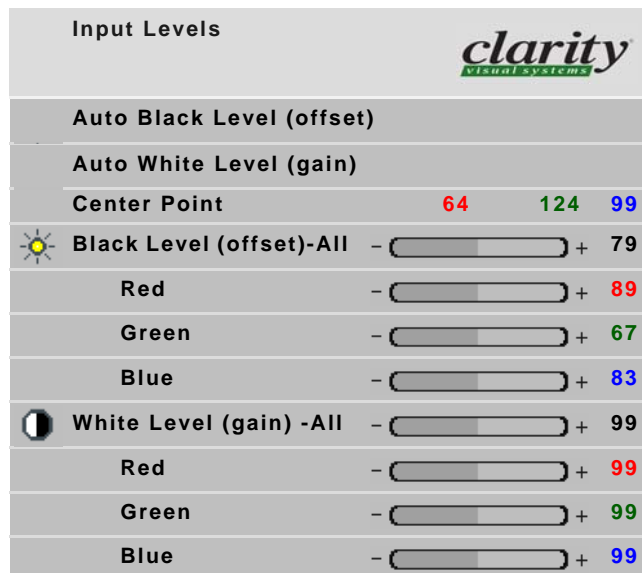 Input Levels
clarity
visual systems
Auto Black Level (offset)
Auto White Level (gain)
Center Point 64 124 99
Black Level (offset)-All - + 79
Red - + 89
Green - + 67
Blue - + 83
White Level (gain) -All - + 99
Red - + 99
Green - + 99
Blue - + 99